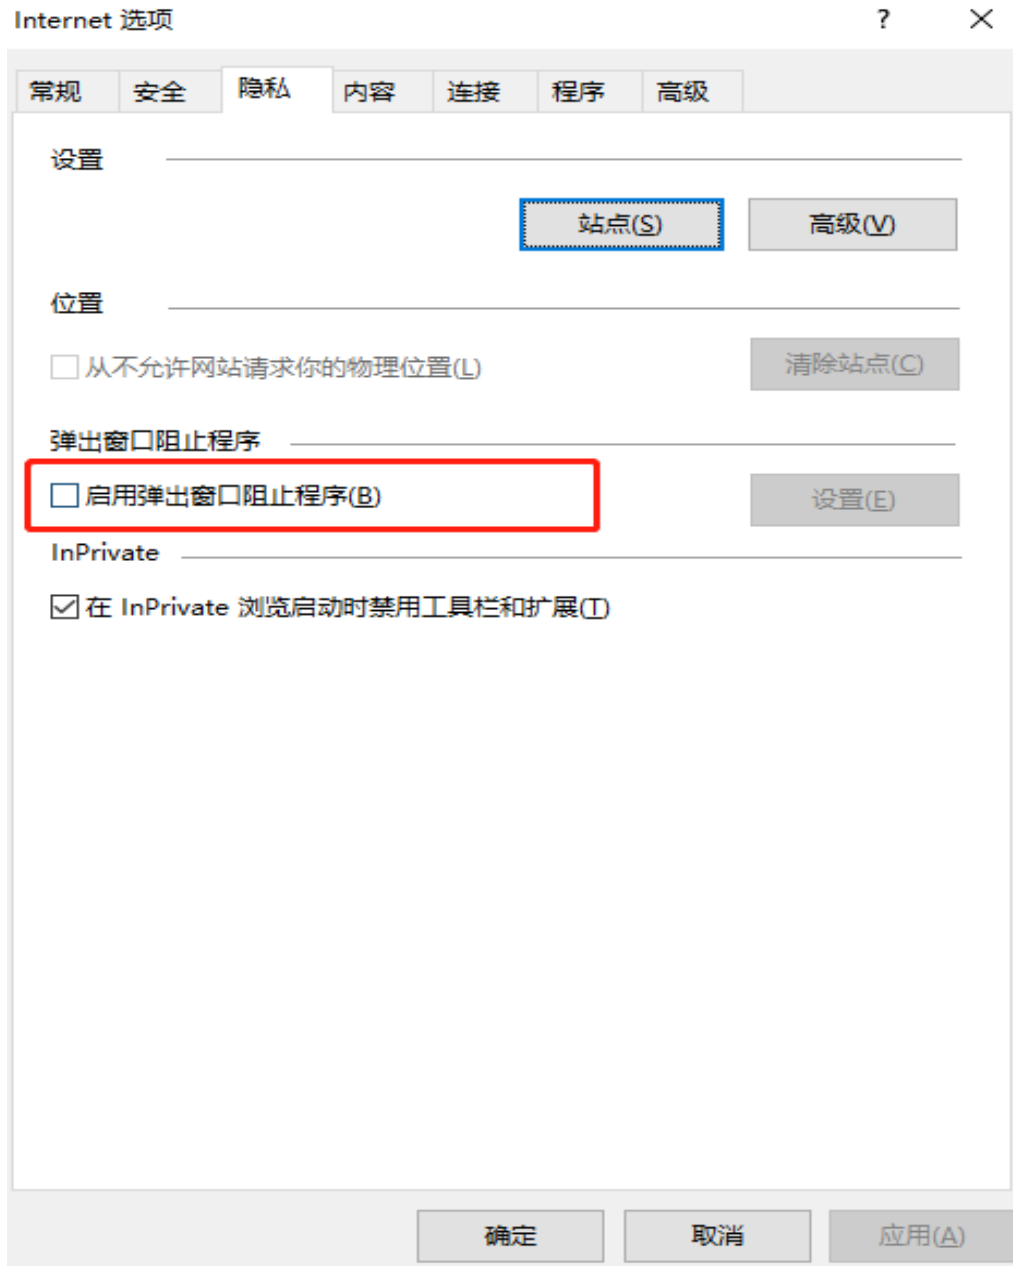 Internet 选项 ?
常规 安全 隐私 内容 连接 程序 高级
设置
站点(S) 高级(V)
位置
从不允许网站请求你的物理位置(L) 清除站点(C)
弹出窗口阻止程序
启用弹出窗口阻止程序(B) 设置(E)
InPrivate
在 InPrivate 浏览启动时禁用工具栏和扩展(T)
确定 取消 应用(A)